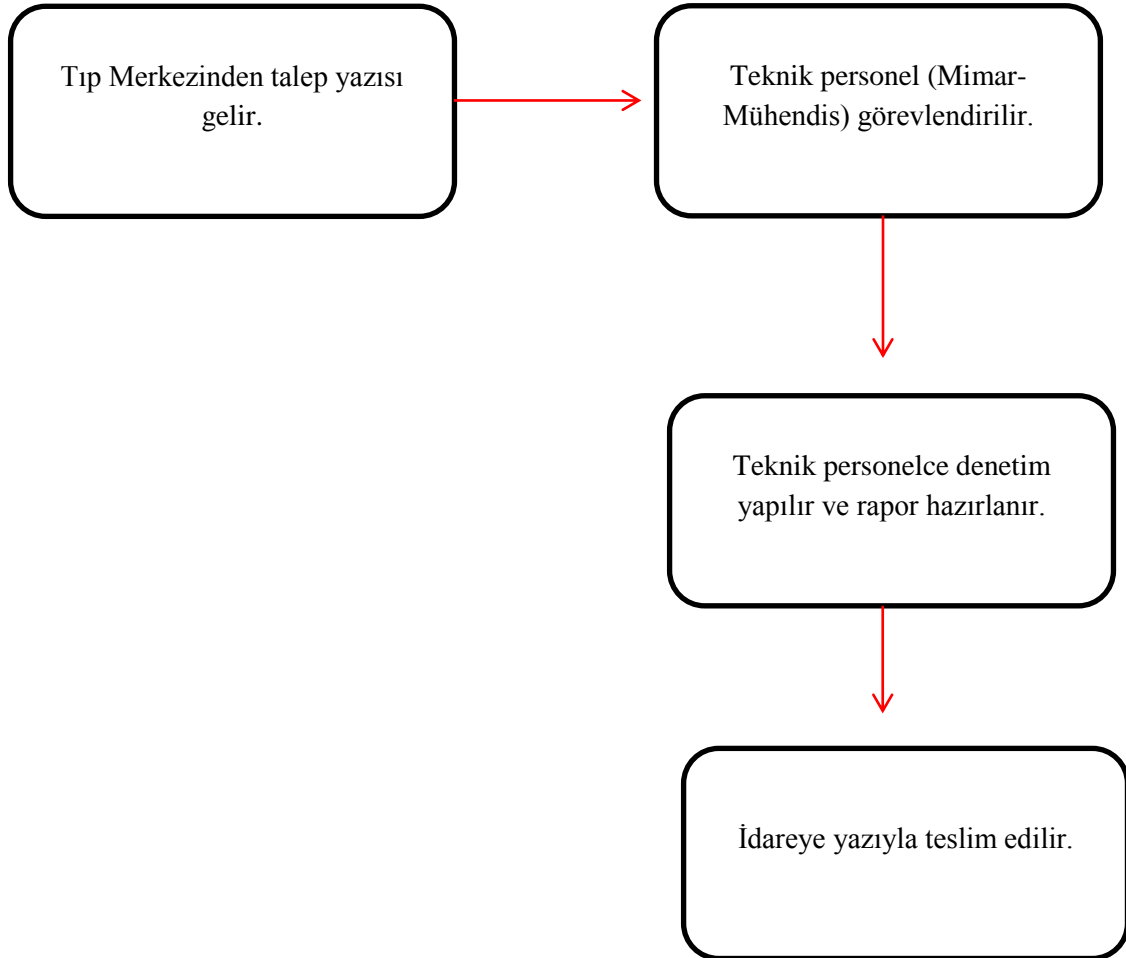 Tıp Merkezinden talep yazısı
gelir.
Teknik personel (Mimar-
Mühendis) görevlendirilir.
Teknik personelce denetim
yapılır ve rapor hazırlanır.
İdareye yazıyla teslim edilir.